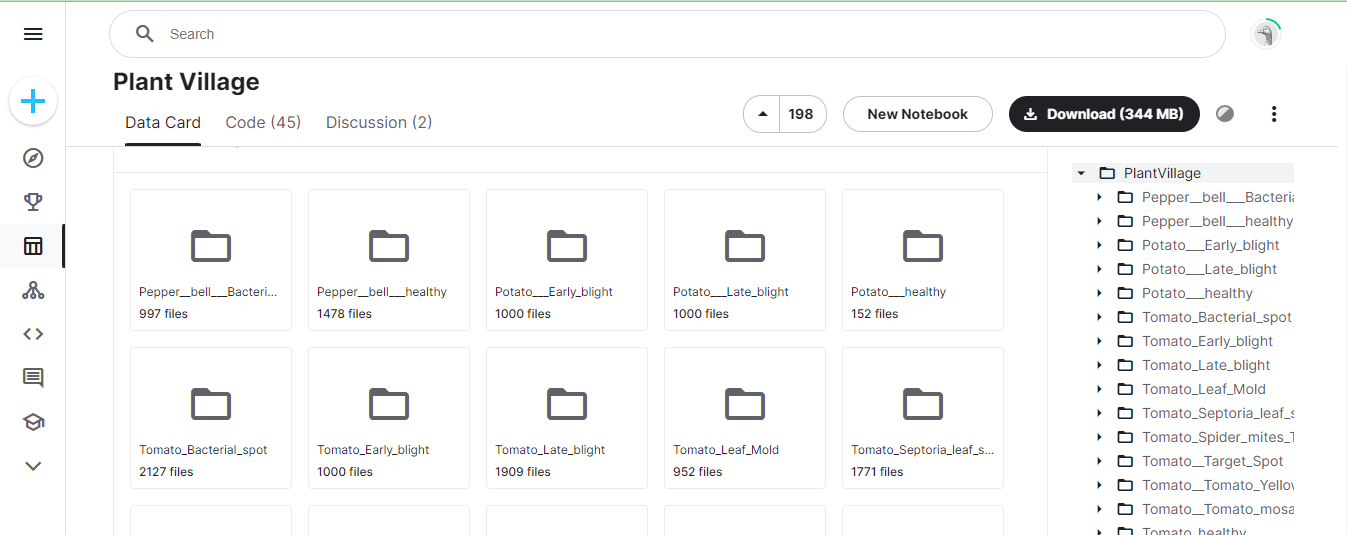 Search
Plant Village
Data Card Code (45) Discussion (2)
198 New Notebook Download (344 MB)
Pepper__bell___Bacteri... Pepper__bell___healthy Potato___Early_blight Potato___Late_blight Potato___healthy
997 files 1478 files 1000 files 1000 files 152 files
Tomato_Bacterial_spot Tomato_Early_blight Tomato_Late_blight Tomato_Leaf_Mold Tomato_Septoria_leaf_s...
2127 files 1000 files 1909 files 952 files 1771 files
PlantVillage
Pepper__bell___Bacteria
Pepper__bell___healthy
Potato___Early_blight
Potato___Late_blight
Potato___healthy
Tomato_Bacterial_spot
Tomato_Early_blight
Tomato_Late_blight
Tomato_Leaf_Mold
Tomato_Septoria_leaf_s
Tomato_Spider_mites_T
Tomato__Target_Spot
Tomato__Tomato_Yellow
Tomato__Tomato_mosa
Tomato_healthy